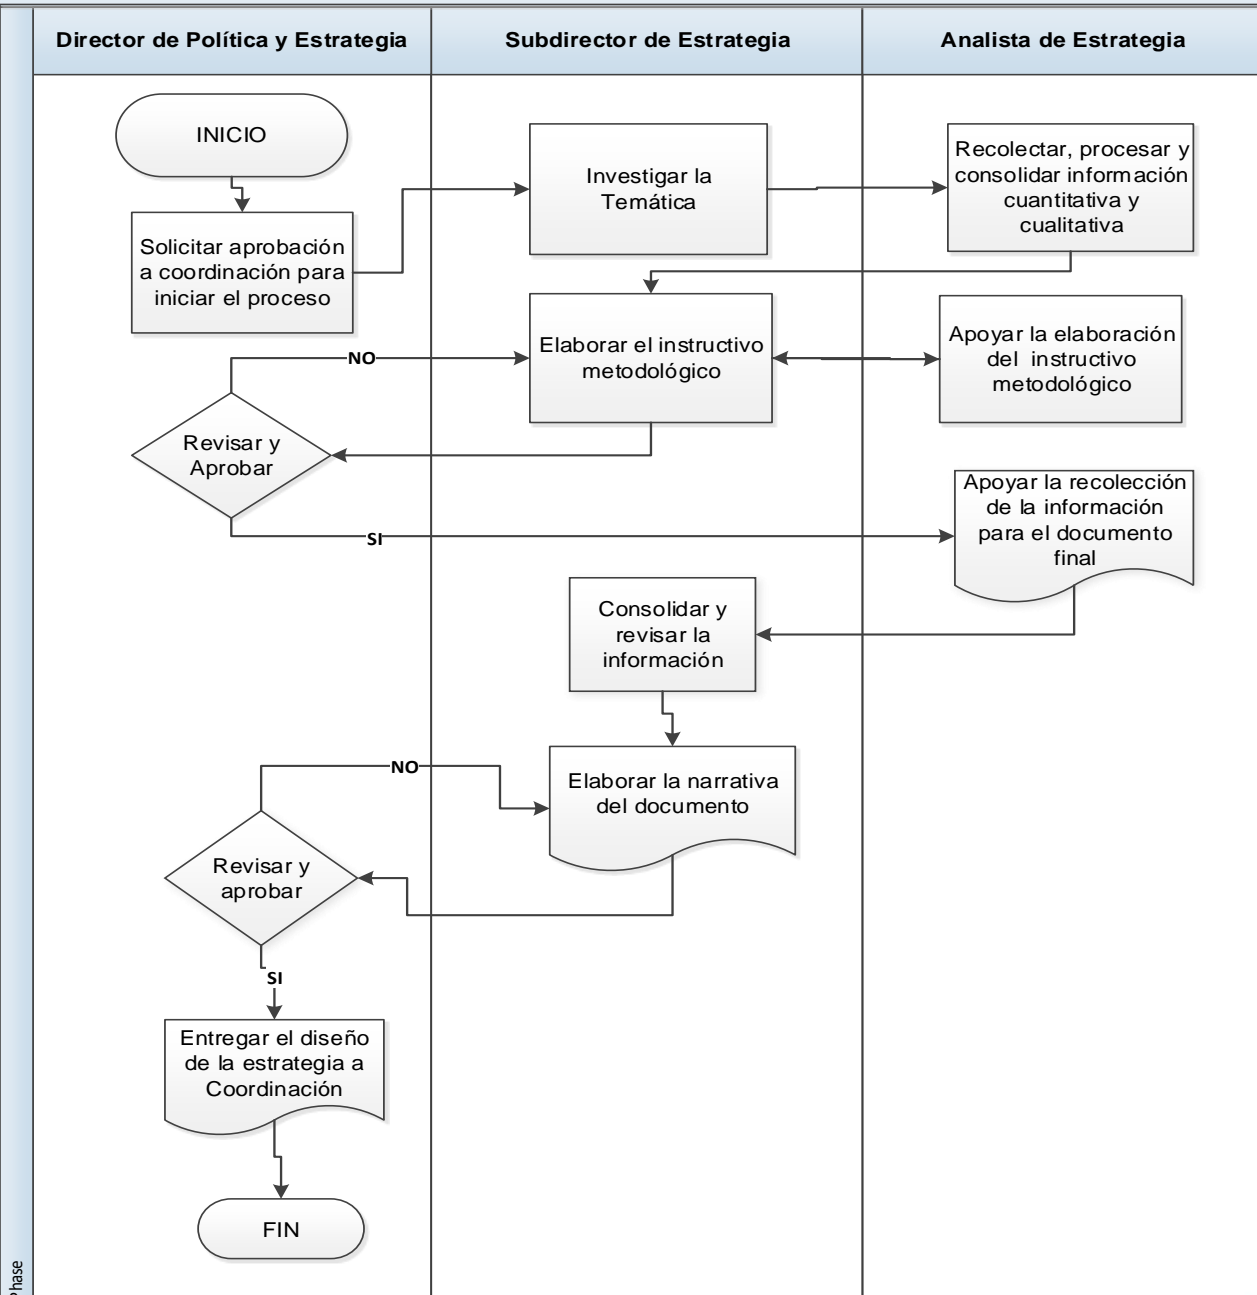 Director de Política y Estrategia
Subdirector de Estrategia
Analista de Estrategia
INICIO
Solicitar aprobación
a coordinación para
iniciar el proceso
Investigar la
Temática
Recolectar, procesar y
consolidar información
cuantitativa y
cualitativa
Elaborar el instructivo
metodológico
Apoyar la elaboración
del instructivo
metodológico
NO
Revisar y
Aprobar
SI
Apoyar la recolección
de la información
para el documento
final
Consolidar y
revisar la
información
Elaborar la narrativa
del documento
NO
Revisar y
aprobar
SI
Entregar el diseño
de la estrategia a
Coordinación
FIN
Phase